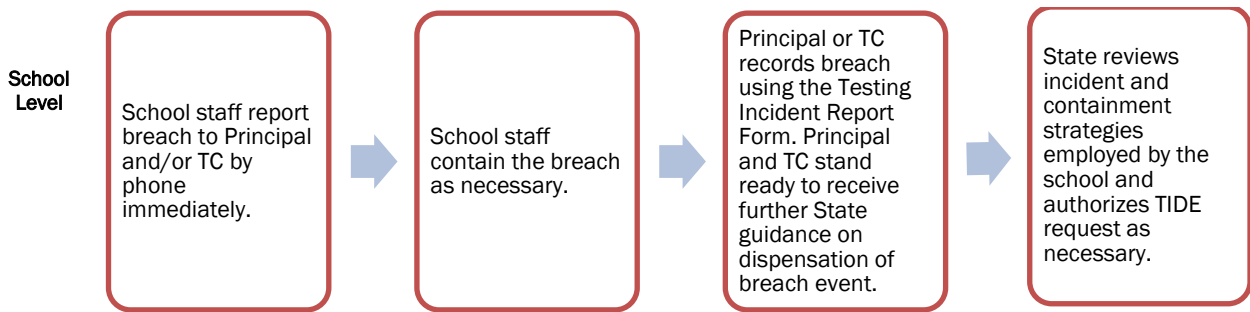 School
Level
School staff report
breach to Principal
and/or TC by
phone
immediately.
School staff
contain the breach
as necessary.
Principal or TC
records breach
using the Testing
Incident Report
Form. Principal
and TC stand
ready to receive
further State
guidance on
dispensation of
breach event.
State reviews
incident and
containment
strategies
employed by the
school and
authorizes TIDE
request as
necessary.